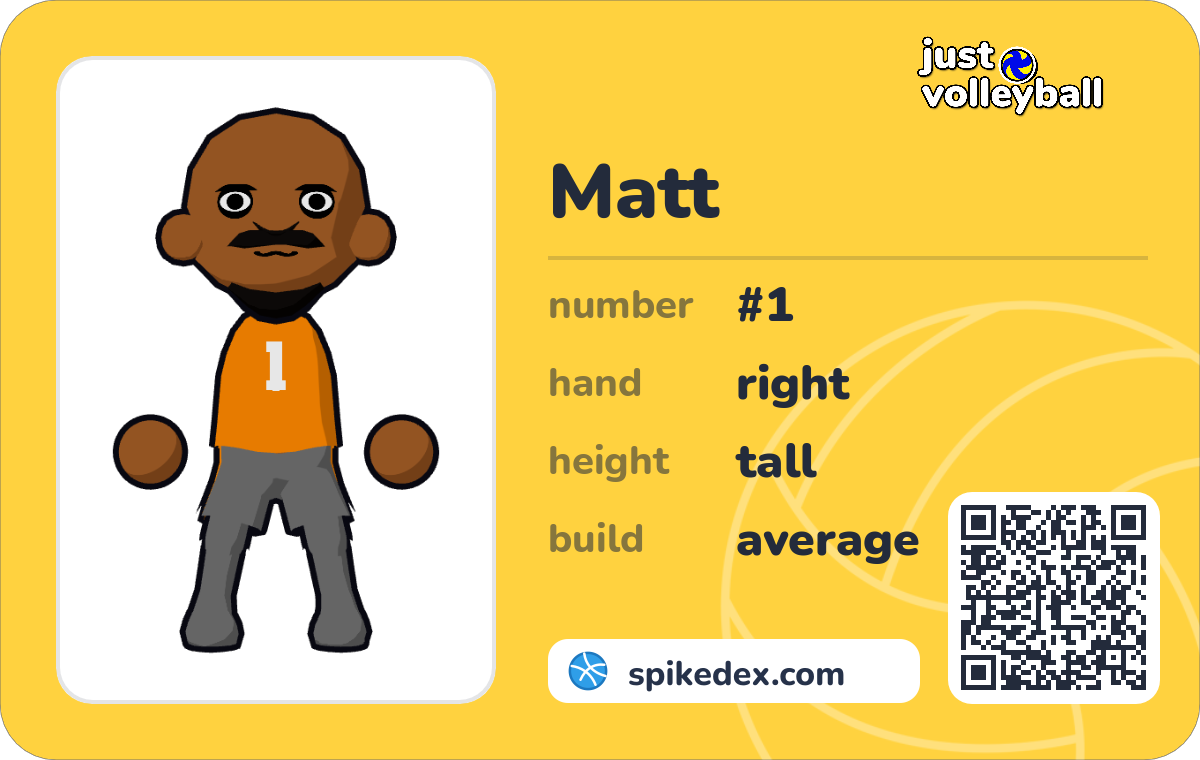 just
volleyball
Matt
number #1
hand right
height tall
build average
1
spikedex.com